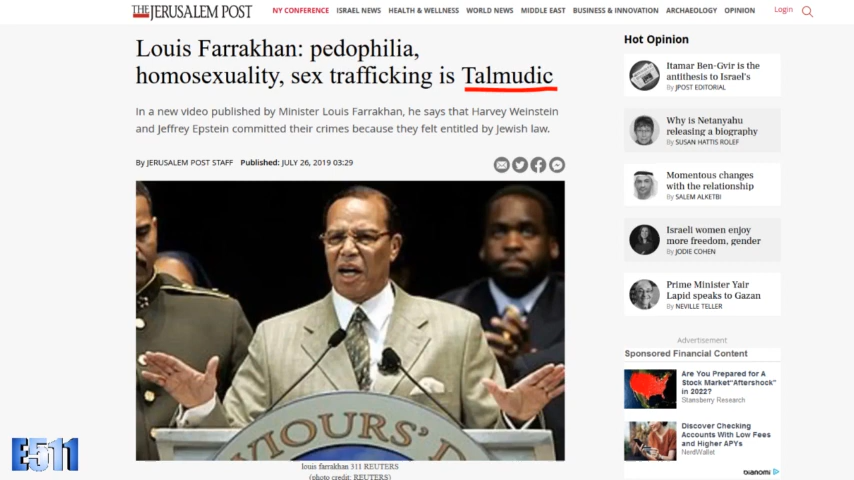 THE JERUSALEM POST
NY CONFERENCE ISRAEL NEWS HEALTH & WELLNESS WORLD NEWS MIDDLE EAST BUSINESS & INNOVATION ARCHAEOLOGY OPINION
Login
Louis Farrakhan: pedophilia,
homosexuality, sex trafficking is Talmudic
In a new video published by Minister Louis Farrakhan, he says that Harvey Weinstein
and Jeffrey Epstein committed their crimes because they felt entitled by Jewish law.
By JERUSALEM POST STAFF Published: JULY 26, 2019 03:29
VIOURS' D
louis farrakhan 311 REUTERS
(photo credit: REUTERS)
Hot Opinion
Itamar Ben-Gvir is the
antithesis to Israel's
By JPOST EDITORIAL
Why is Netanyahu
releasing a biography
By SUSAN HATTIS ROLEF
Momentous changes
with the relationship
By SALEM ALKETBI
Israeli women enjoy
more freedom, gender
By JODIE COHEN
Prime Minister Yair
Lapid speaks to Gazan
By NEVILLE TELLER
Advertisement
Sponsored Financial Content
Are You Prepared for A
Stock Market"Aftershock"
in 2022?
Stansberry Research
Discover Checking
Accounts With Low Fees
and Higher APYs
NerdWallet
dianomi
E511